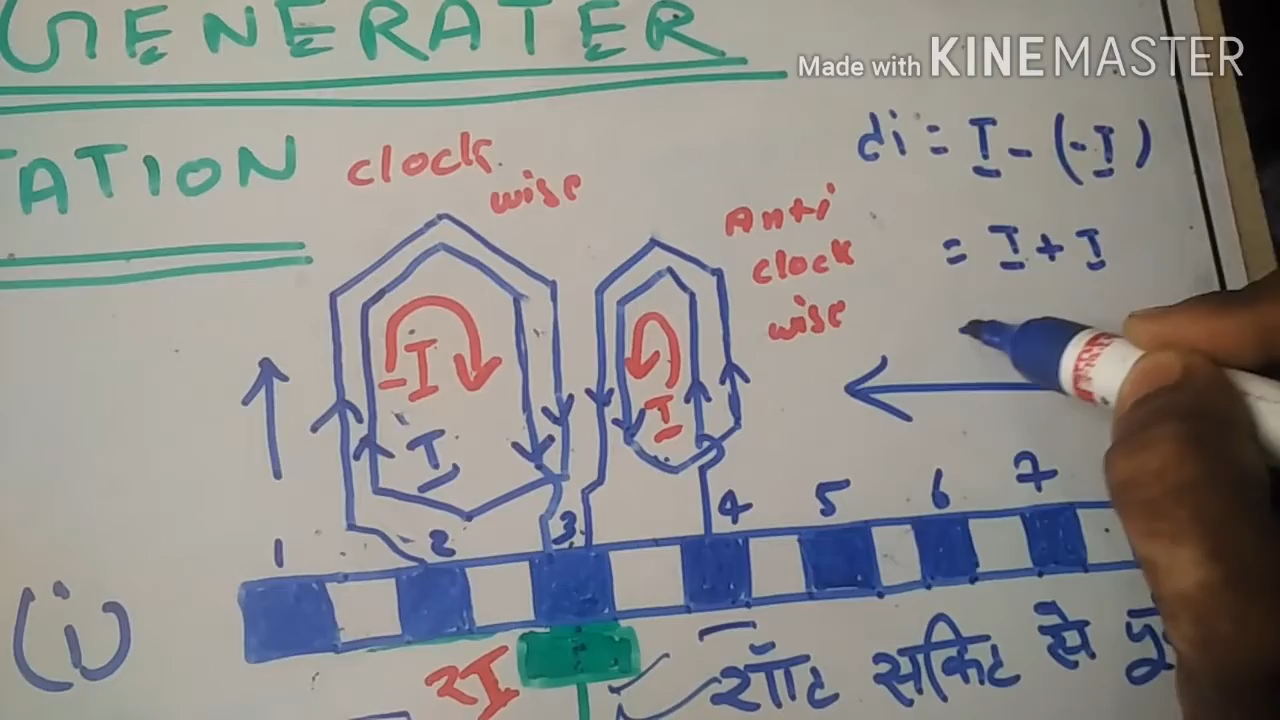 GENERATER
Made with KINEMASTER
TATION
clock
wise
di = I - (-I)
Anti
clock
wise
= I + I
-I
I
I
1 2 3 4 5 6 7
(i)
2I
शॉट सर्किट से